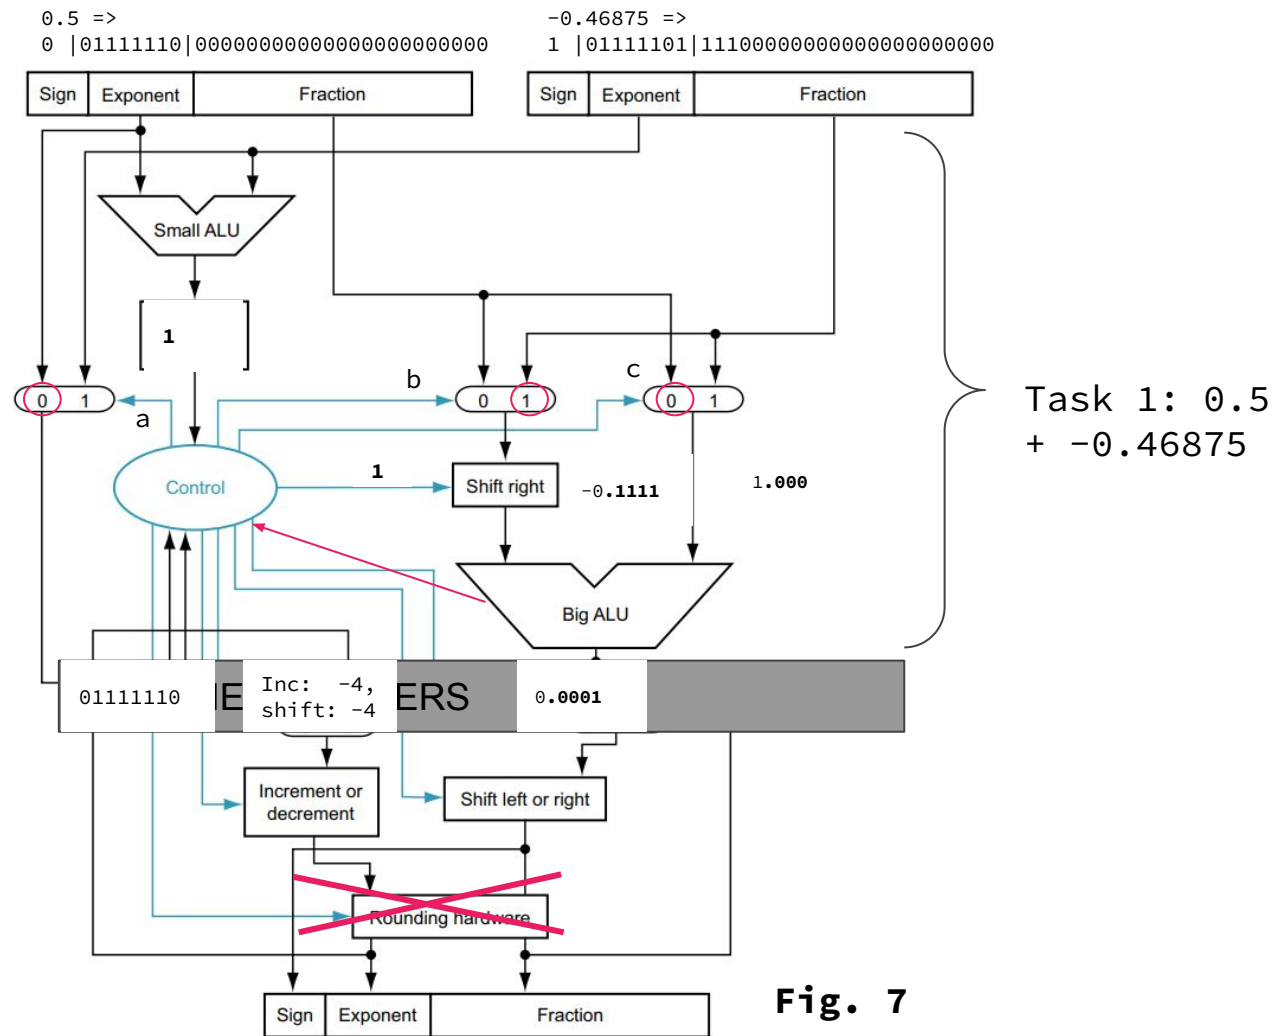 0.5 =>
0 |01111110|00000000000000000000000
-0.46875 =>
1 |01111101|11100000000000000000000
Sign Exponent Fraction
Sign Exponent Fraction
Small ALU
1
0 1
a
b
0 1
c
0 1
Control
1
Shift right
-0.1111
1.000
Task 1: 0.5
+ -0.46875
Big ALU
01111110
Inc: -4,
shift: -4
ERS
0.0001
Increment or
decrement
Shift left or right
Rounding hardware
Sign Exponent Fraction
Fig. 7